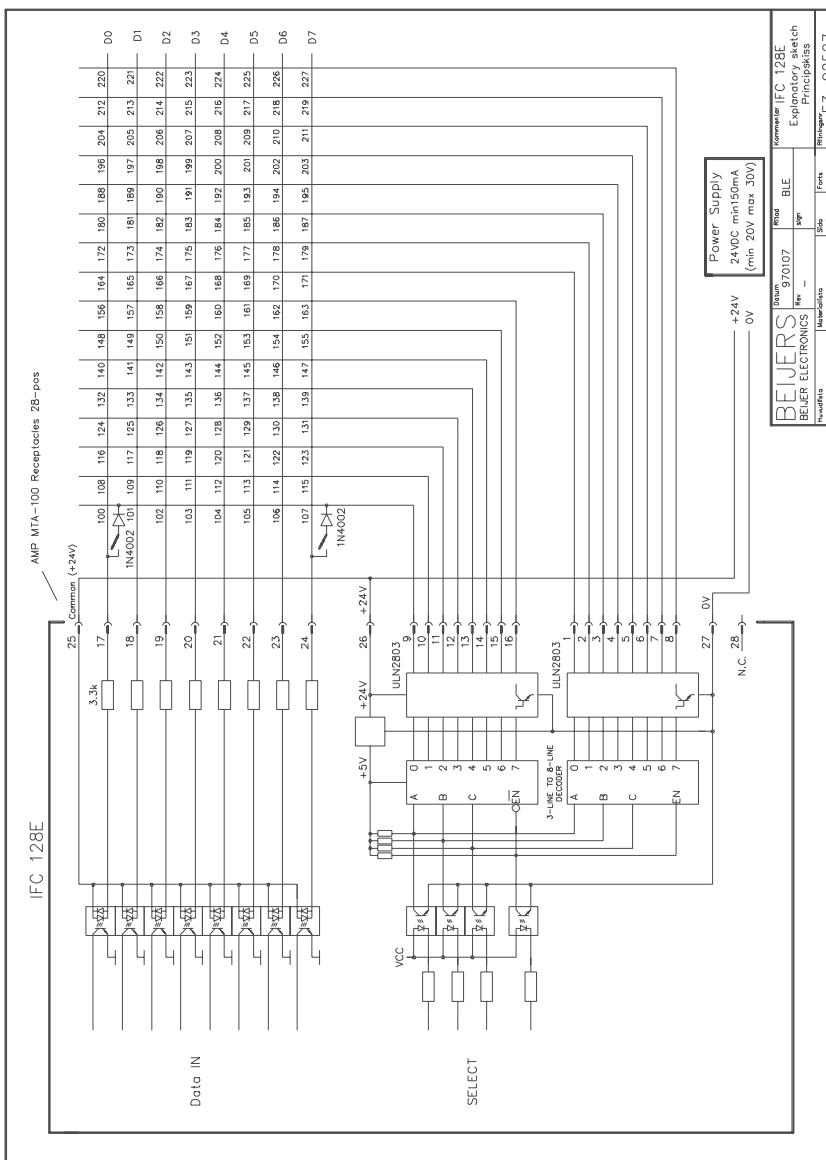 IFC 128E
AMP MTA-100 Receptacles 28-pos
Data IN
SELECT
VCC
3.3k
25
Common (+24V)
17
18
19
20
21
22
23
24
1N4002
1N4002
100 108 116 124 132 140 148 156 164 172 180 188 196 204 212 220 D0
101 109 117 125 133 141 149 157 165 173 181 189 197 205 213 221 D1
102 110 118 126 134 142 150 158 166 174 182 190 198 206 214 222 D2
103 111 119 127 135 143 151 159 167 175 183 191 199 207 215 223 D3
104 112 120 128 136 144 152 160 168 176 184 192 200 208 216 224 D4
105 113 121 129 137 145 153 161 169 177 185 193 201 209 217 225 D5
106 114 122 130 138 146 154 162 170 178 186 194 202 210 218 226 D6
107 115 123 131 139 147 155 163 171 179 187 195 203 211 219 227 D7
+5V
+24V
26
+24V
ULN2803
A 0
1
B 2
3
C 4
5
6
EN 7
9
10
11
12
13
14
15
16
3-LINE TO 8-LINE
DECODER
ULN2803
A 0
1
B 2
3
C 4
5
6
EN 7
1
2
3
4
5
6
7
8
27
0V
28
N.C.
+24V
0V
Power Supply
24VDC min150mA
(min 20V max 30V)
BEIJERS
BEIJER ELECTRONICS
Datum
970107
Rev
-
Ritad
BLE
sign
Kommentar IFC 128E
Explanatory sketch
Principskiss
Huvudlista
Materiallista
Sida
Forts
Ritningsnr